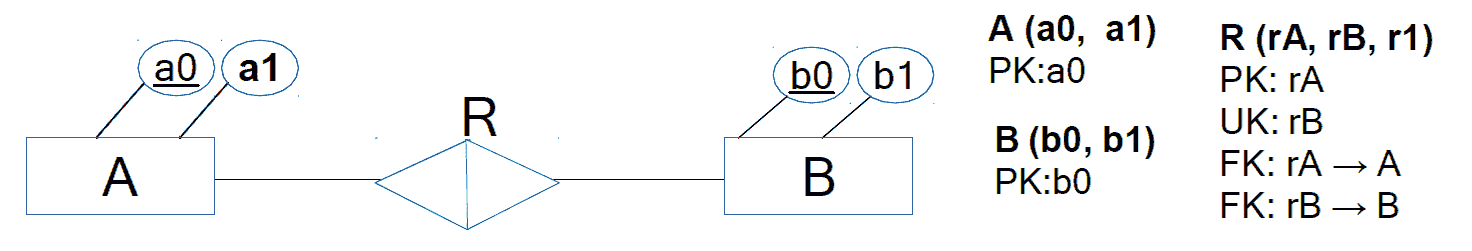 a0
a1
A
R
b0
b1
B
A (a0, a1)
PK:a0
B (b0, b1)
PK:b0
R (rA, rB, r1)
PK: rA
UK: rB
FK: rA → A
FK: rB → B